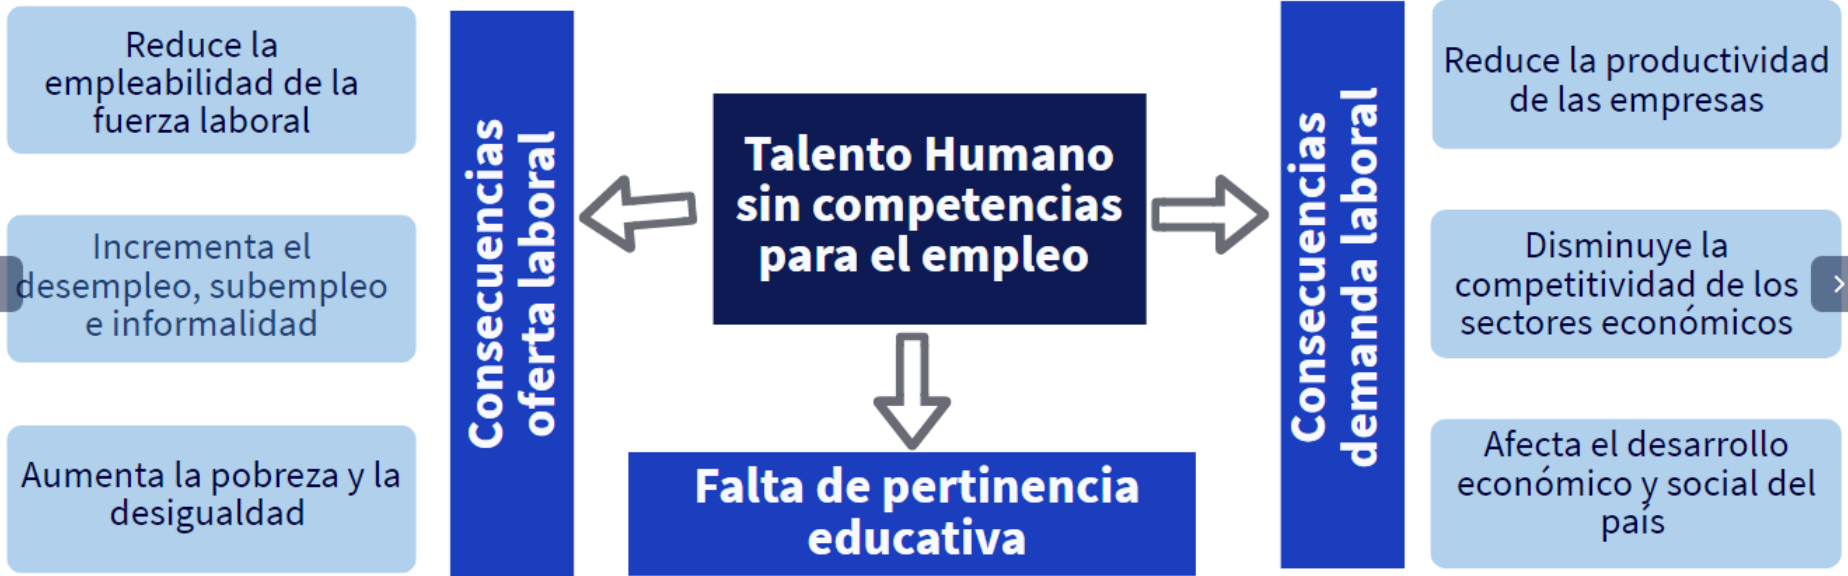 Reduce la
empleabilidad de la
fuerza laboral
Incrementa el
desempleo, subempleo
e informalidad
Aumenta la pobreza y la
desigualdad
Consecuencias
oferta laboral
Talento Humano
sin competencias
para el empleo
Falta de pertinencia
educativa
Consecuencias
demanda laboral
Reduce la productividad
de las empresas
Disminuye la
competitividad de los
sectores económicos
Afecta el desarrollo
económico y social del
país